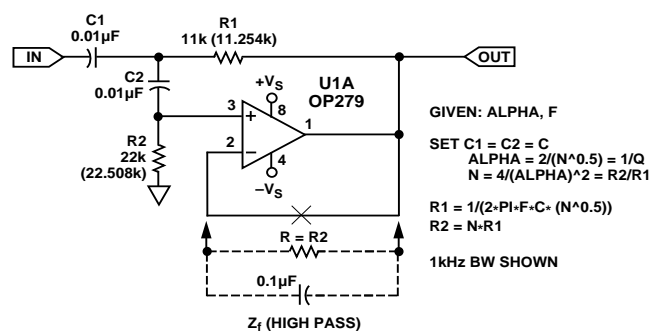 C1
0.01µF
IN
R1
11k (11.254k)
OUT
C2
0.01µF
+VS
U1A
OP279
3
8
+
1
2
−
4
−VS
R2
22k
(22.508k)
GIVEN: ALPHA, F
SET C1 = C2 = C
ALPHA = 2/(N^0.5) = 1/Q
N = 4/(ALPHA)^2 = R2/R1
R1 = 1/(2*PI*F*C* (N^0.5))
R2 = N*R1
1kHz BW SHOWN
R = R2
0.1µF
Zf (HIGH PASS)